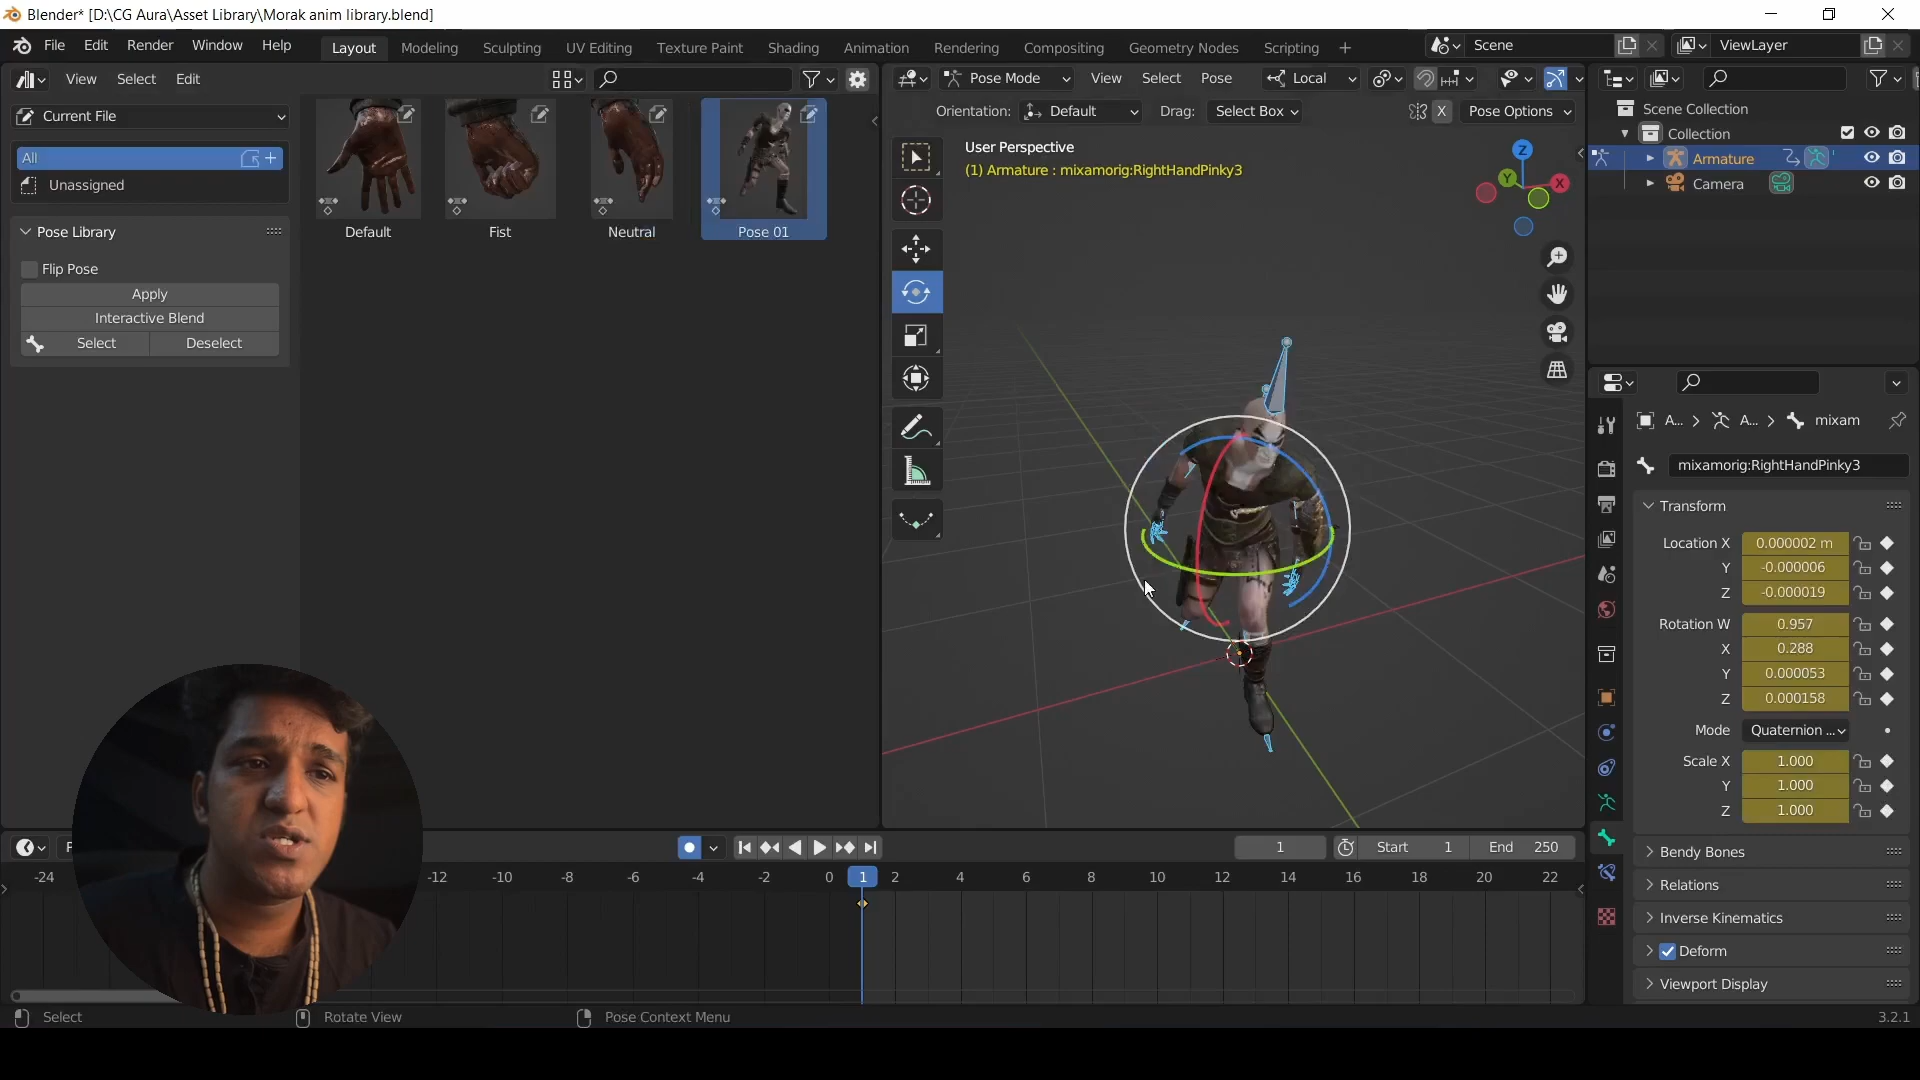 Blender* [D:\CG Aura\Asset Library\Morak anim library.blend]
File Edit Render Window Help
Layout Modeling Sculpting UV Editing Texture Paint Shading Animation Rendering Compositing Geometry Nodes Scripting +
Scene
ViewLayer
View Select Edit
Pose Mode View Select Pose Local
Current File
Orientation: Default Drag: Select Box X Pose Options
All
Unassigned
Pose Library
Flip Pose
Apply
Interactive Blend
Select Deselect
Default Fist Neutral Pose 01
User Perspective
(1) Armature : mixamorig:RightHandPinky3
Z
Y X
Scene Collection
Collection
Armature
Camera
A... > A... > mixam
mixamorig:RightHandPinky3
Transform
Location X 0.000002 m
Y -0.000006
Z -0.000019
Rotation W 0.957
X 0.288
Y 0.000053
Z 0.000158
Mode Quaternion ...
Scale X 1.000
Y 1.000
Z 1.000
Bendy Bones
Relations
Inverse Kinematics
Deform
Viewport Display
1 Start 1 End 250
-24 -12 -10 -8 -6 -4 -2 0 1 2 4 6 8 10 12 14 16 18 20 22
Select Rotate View Pose Context Menu 3.2.1